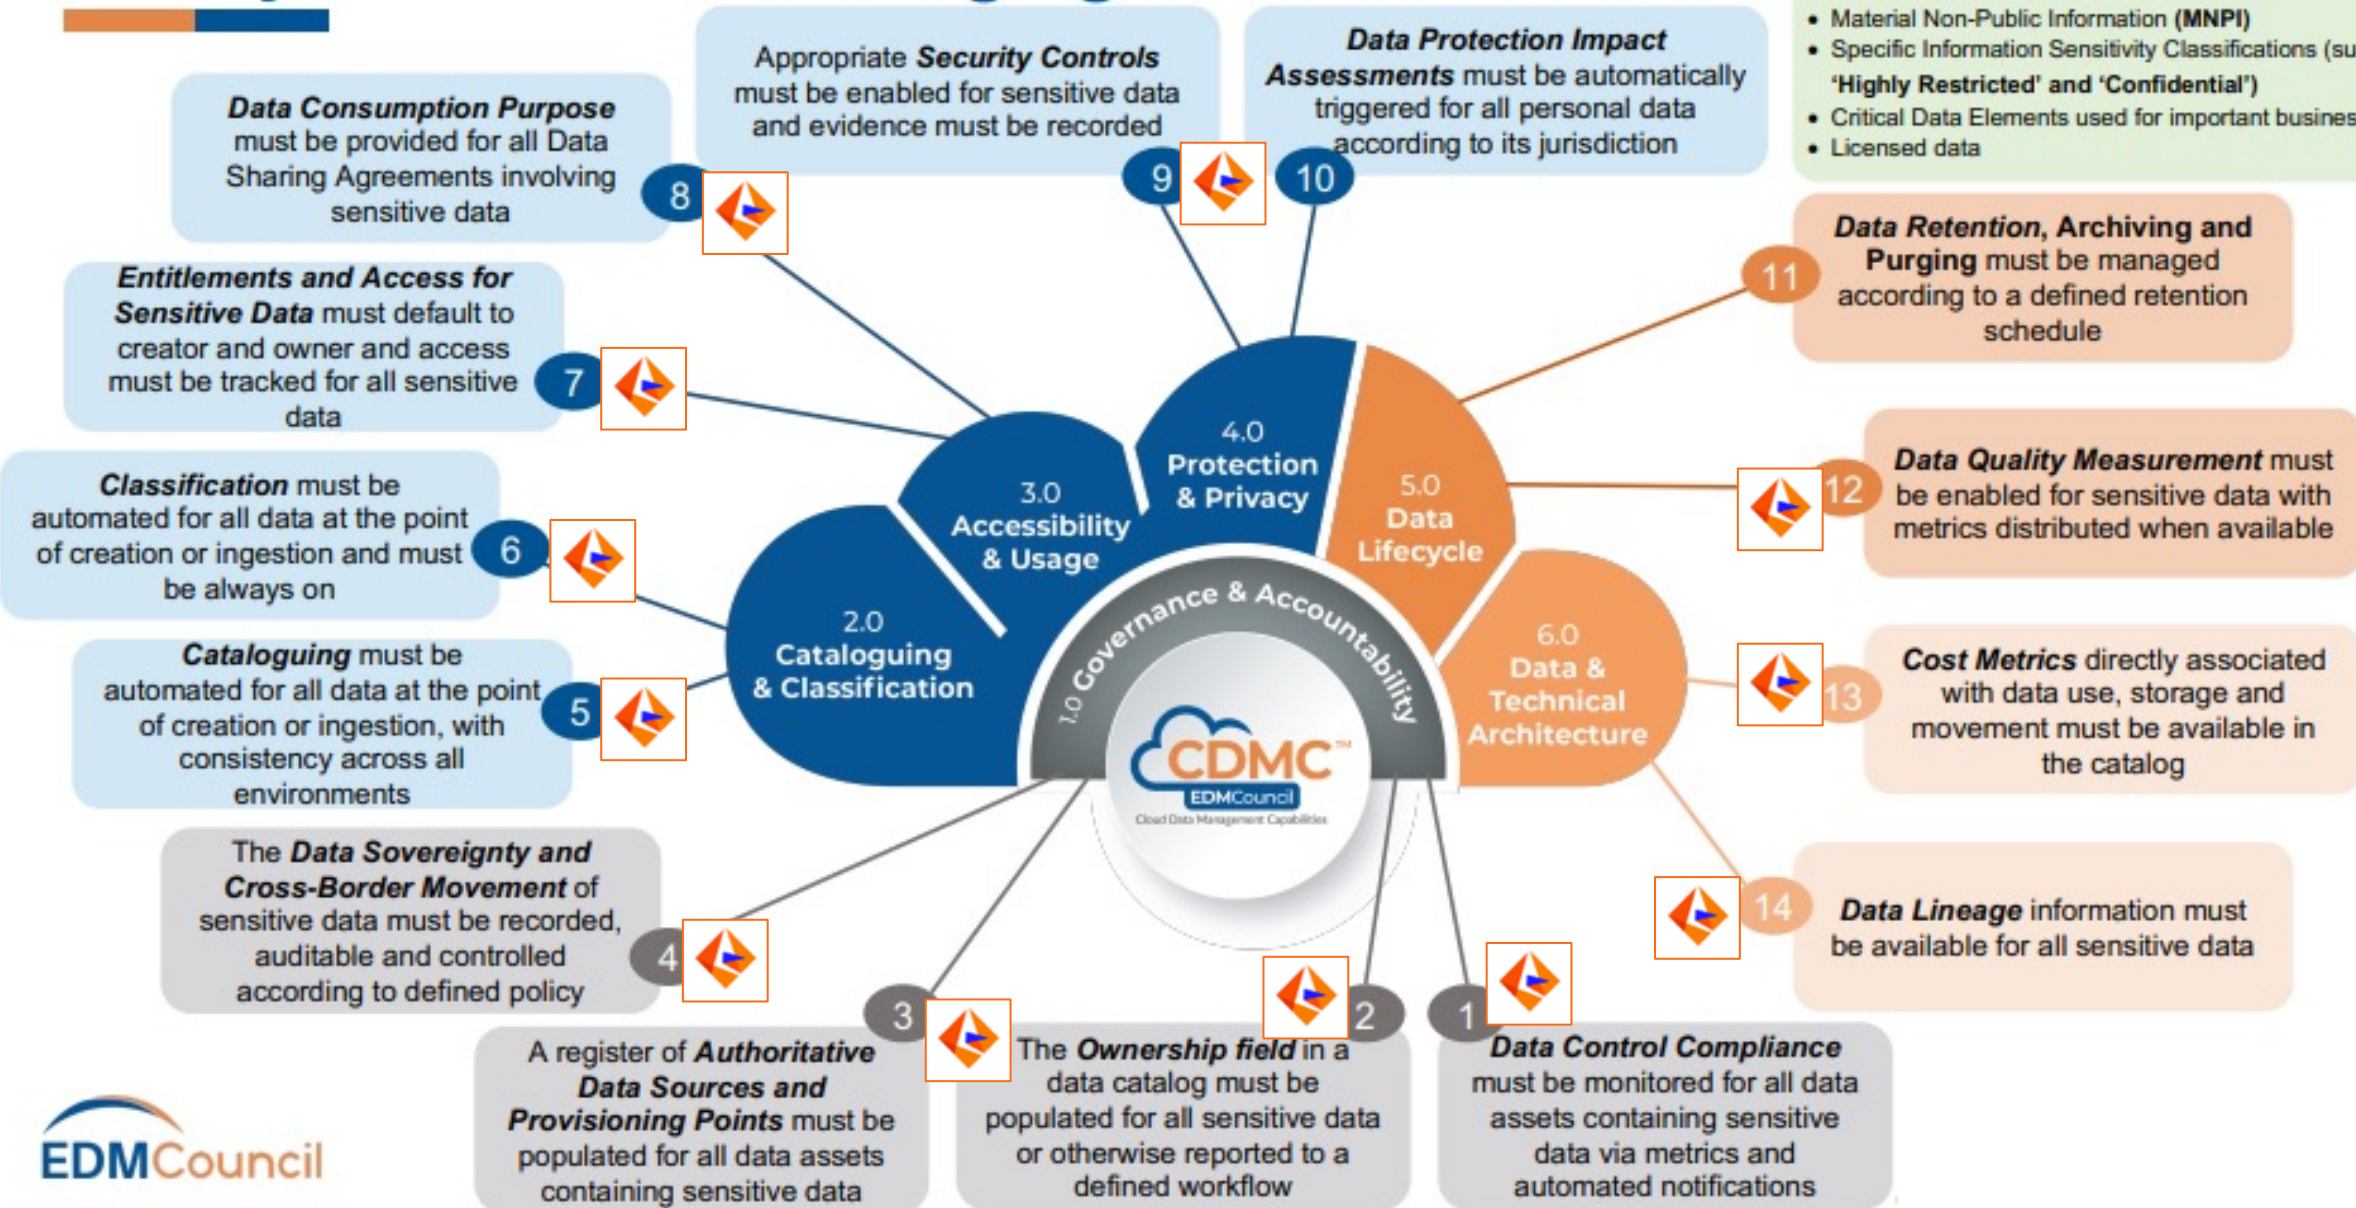 • Material Non-Public Information (MNPI)
• Specific Information Sensitivity Classifications (su
‘Highly Restricted’ and ‘Confidential’)
• Critical Data Elements used for important busines
• Licensed data
Appropriate Security Controls
must be enabled for sensitive data
and evidence must be recorded
9
Data Protection Impact
Assessments must be automatically
triggered for all personal data
according to its jurisdiction
10
Data Consumption Purpose
must be provided for all Data
Sharing Agreements involving
sensitive data
8
Entitlements and Access for
Sensitive Data must default to
creator and owner and access
must be tracked for all sensitive
data
7
Classification must be
automated for all data at the point
of creation or ingestion and must
be always on
6
Cataloguing must be
automated for all data at the point
of creation or ingestion, with
consistency across all
environments
5
The Data Sovereignty and
Cross-Border Movement of
sensitive data must be recorded,
auditable and controlled
according to defined policy
4
3
A register of Authoritative
Data Sources and
Provisioning Points must be
populated for all data assets
containing sensitive data
2
The Ownership field in a
data catalog must be
populated for all sensitive data
or otherwise reported to a
defined workflow
1
Data Control Compliance
must be monitored for all data
assets containing sensitive
data via metrics and
automated notifications
11
Data Retention, Archiving and
Purging must be managed
according to a defined retention
schedule
12
Data Quality Measurement must
be enabled for sensitive data with
metrics distributed when available
13
Cost Metrics directly associated
with data use, storage and
movement must be available in
the catalog
14
Data Lineage information must
be available for all sensitive data
2.0
Cataloguing
& Classification
3.0
Accessibility
& Usage
4.0
Protection
& Privacy
5.0
Data
Lifecycle
6.0
Data &
Technical
Architecture
1.0 Governance & Accountability
CDMC™
EDMCouncil
Cloud Data Management Capabilities
EDMCouncil